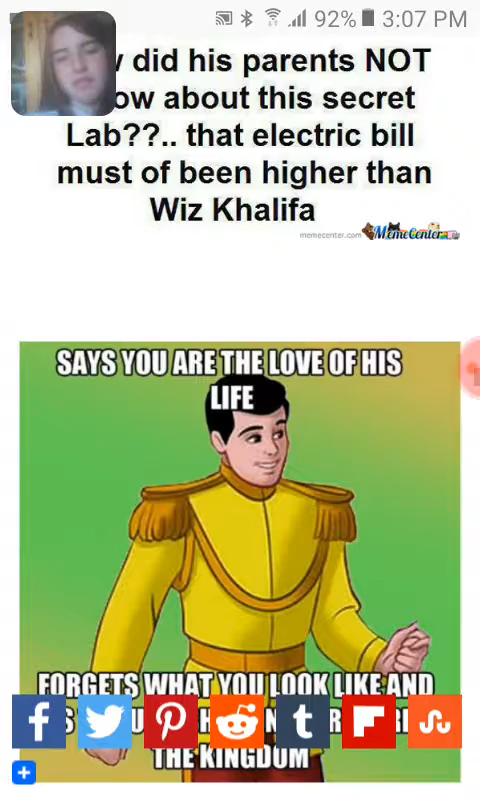 92% 3:07 PM
did his parents NOT
about this secret
Lab??.. that electric bill
must of been higher than
Wiz Khalifa
memecenter.com MemeCenter
SAYS YOU ARE THE LOVE OF HIS
LIFE
FORGETS WHAT YOU LOOK LIKE AND
THE KINGDOM